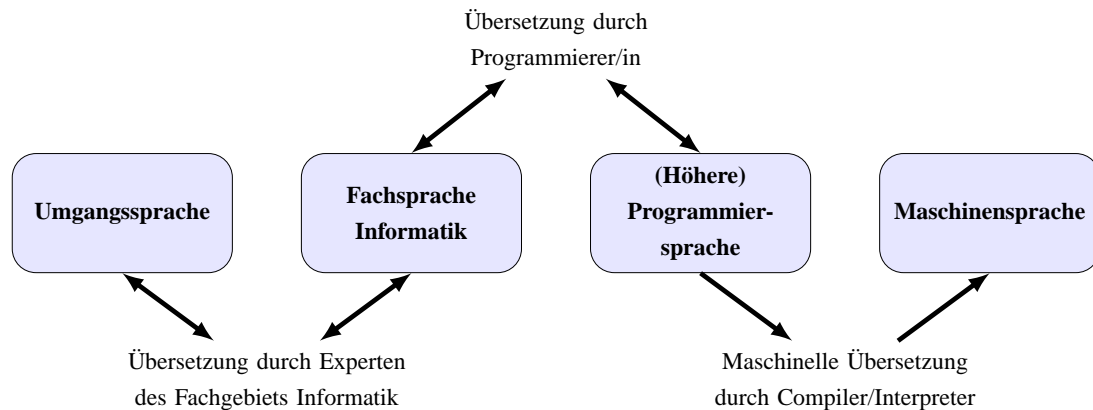 Übersetzung durch
Programmierer/in
Umgangssprache
Fachsprache
Informatik
(Höhere)
Programmier-
sprache
Maschinensprache
Übersetzung durch Experten
des Fachgebiets Informatik
Maschinelle Übersetzung
durch Compiler/Interpreter